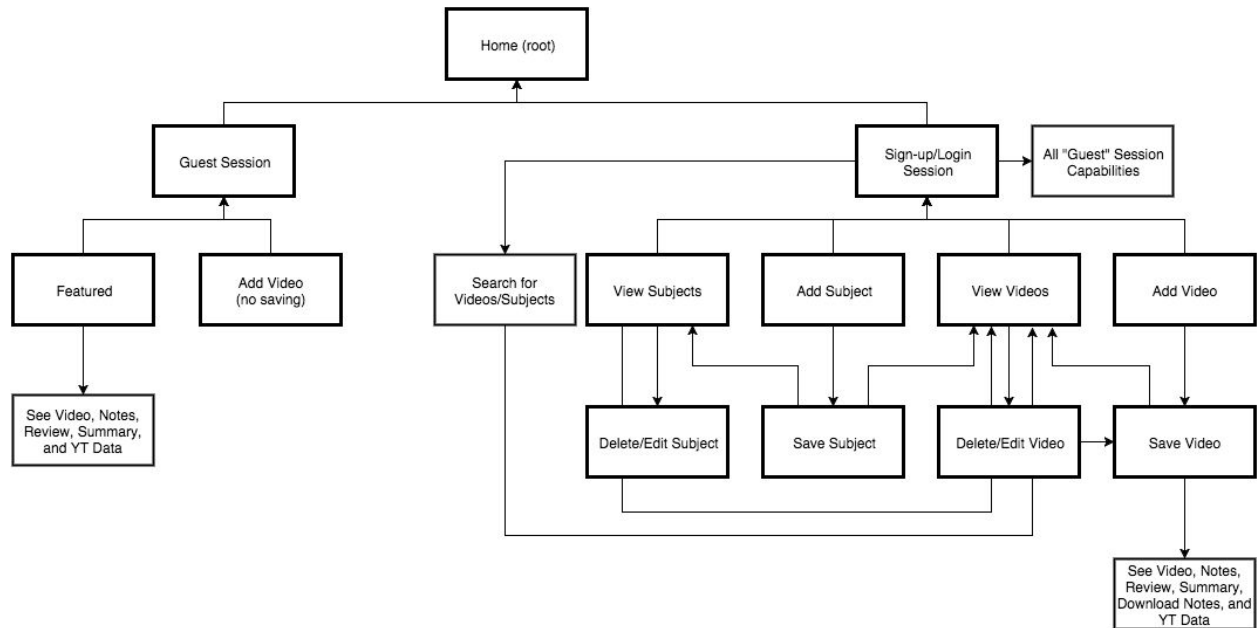 Home (root)
Guest Session
Sign-up/Login
Session
All "Guest" Session
Capabilities
Featured
Add Video
(no saving)
Search for
Videos/Subjects
View Subjects
Add Subject
View Videos
Add Video
See Video, Notes,
Review, Summary,
and YT Data
Delete/Edit Subject
Save Subject
Delete/Edit Video
Save Video
See Video, Notes,
Review, Summary,
Download Notes, and
YT Data